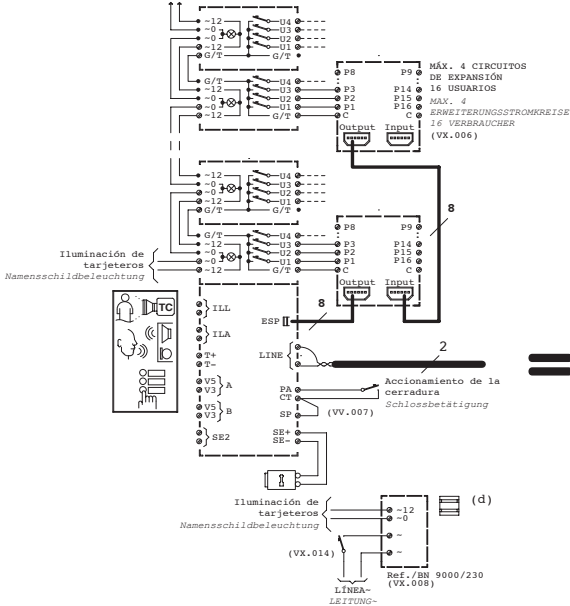 ~12 U4
~0 U3
~0 U2
~12 U1
G/T G/T
G/T U4
~12 U3
~0 U2
~0 U1
~12 G/T
P8 P9
P3 P14
P2 P15
P1 P16
C C
Output Input
MÁX. 4 CIRCUITOS
DE EXPANSIÓN
16 USUARIOS
MAX. 4
ERWEITERUNGSSTROMKREISE
16 VERBRAUCHER
(VX.006)
~12 U4
~0 U3
~0 U2
~12 U1
G/T G/T
8
G/T U4
~12 U3
~0 U2
~0 U1
~12 G/T
P8 P9
P3 P14
P2 P15
P1 P16
C C
Output Input
Iluminación de
tarjeteros
Namensschildbeleuchtung
TC
ILL
ESP
8
ILA
T+
T-
LINE
2
V5
V3
A
PA
CT
Accionamiento de la
cerradura
Schlossbetätigung
V5
V3
B
SP
(VV.007)
SE2
SE+
SE-
Iluminación de
tarjeteros
Namensschildbeleuchtung
~12
~0
~
~
(d)
(VX.014)
LÍNEA~
LEITUNG~
Ref./BN 9000/230
(VX.008)